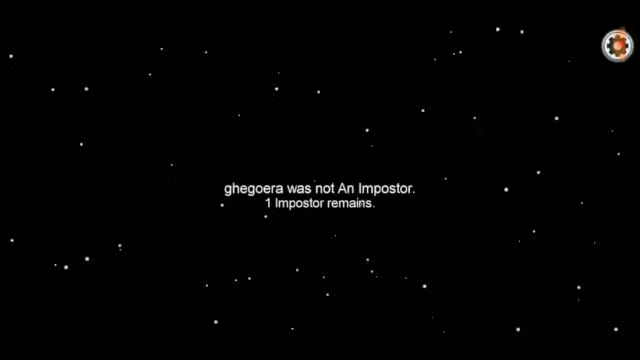 ghegoera was not An Impostor.
1 Impostor remains.